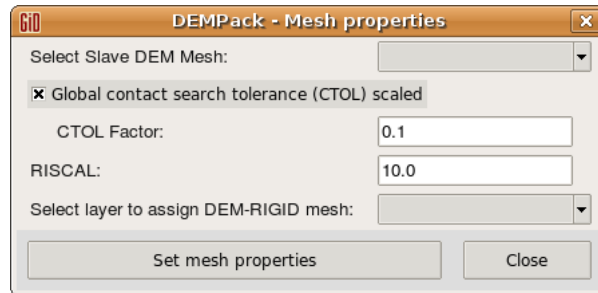 GiD DEMPack - Mesh properties
Select Slave DEM Mesh:
Global contact search tolerance (CTOL) scaled
CTOL Factor: 0.1
RISCAL: 10.0
Select layer to assign DEM-RIGID mesh:
Set mesh properties Close